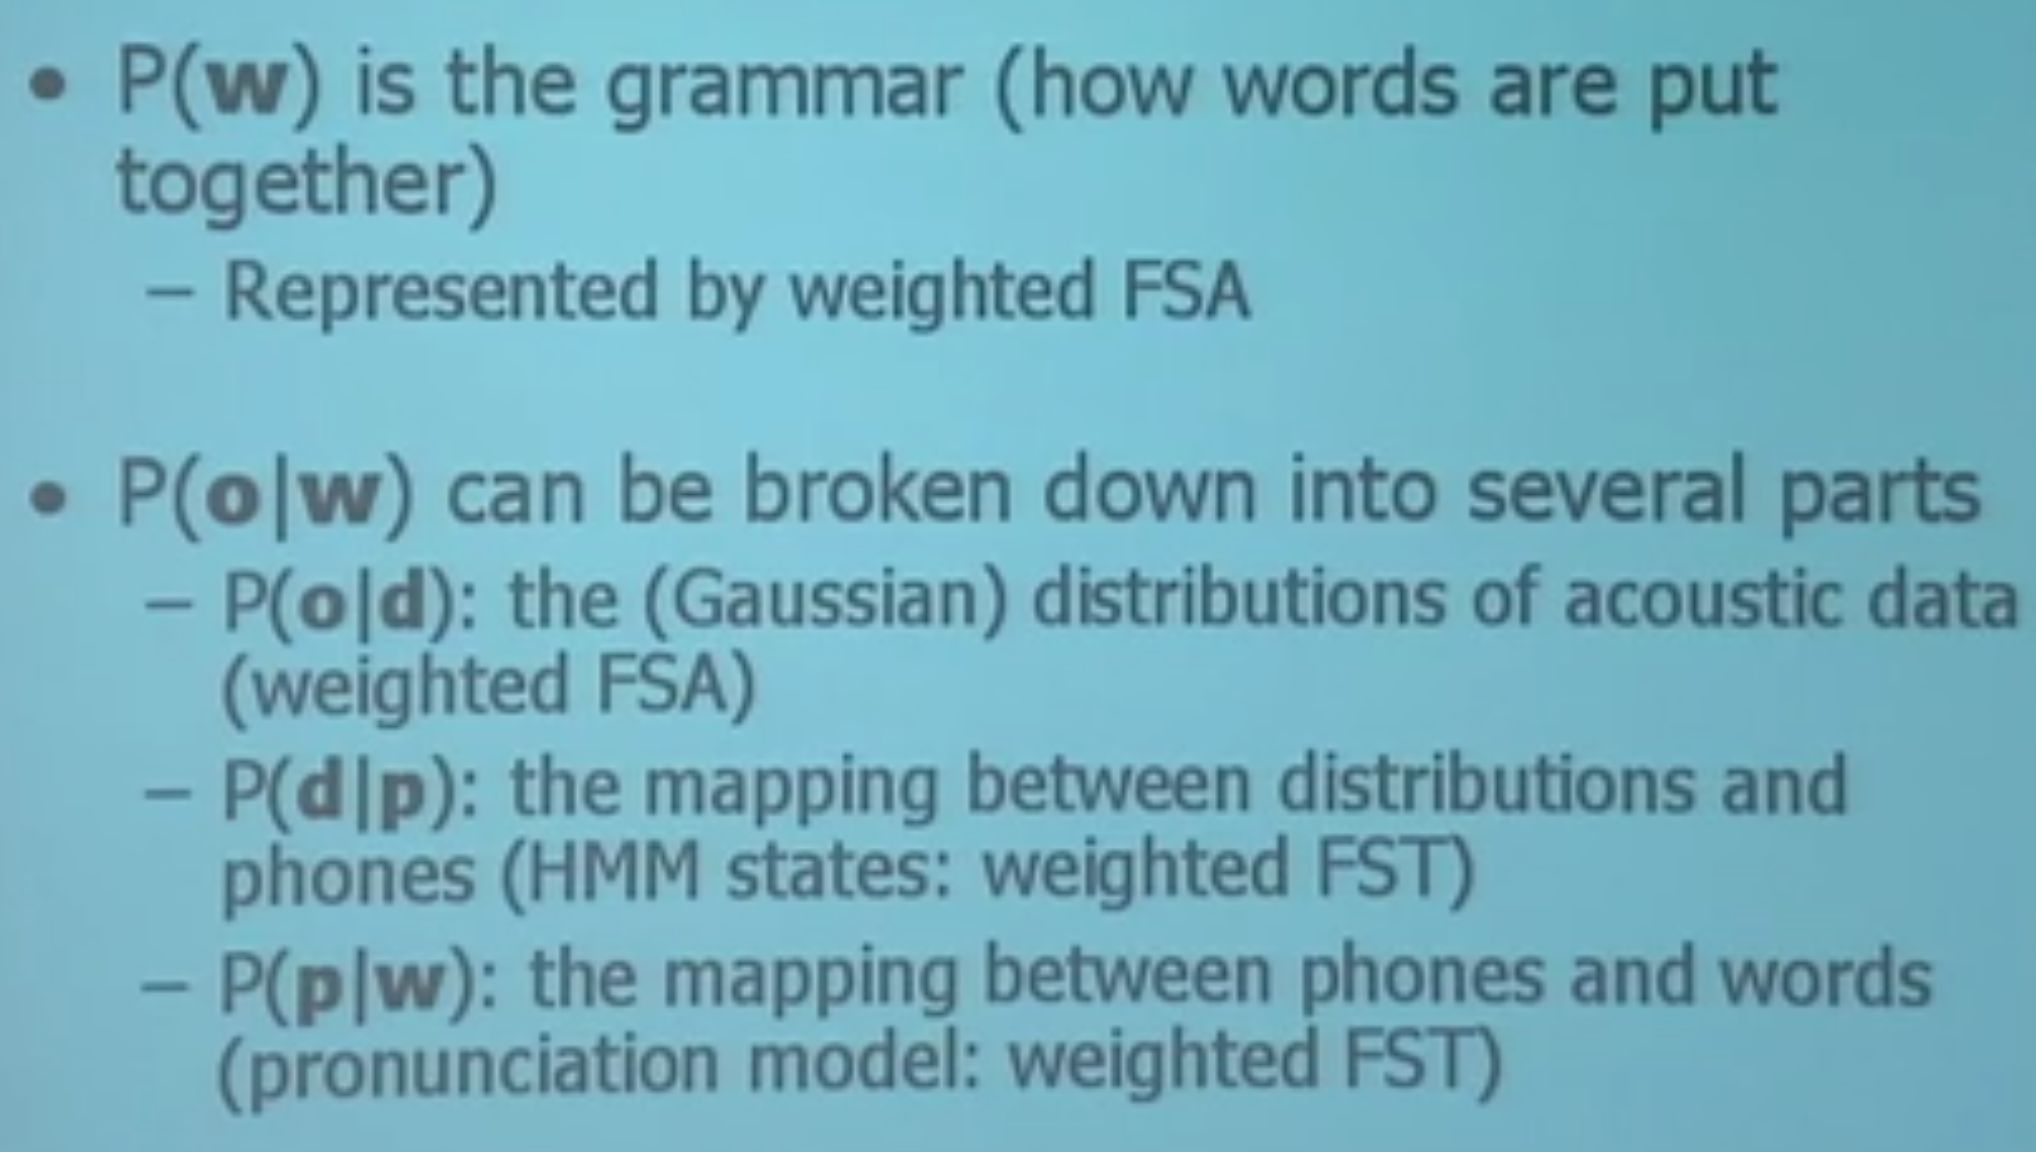 • P(w) is the grammar (how words are put
together)
– Represented by weighted FSA
• P(o|w) can be broken down into several parts
– P(o|d): the (Gaussian) distributions of acoustic data
(weighted FSA)
– P(d|p): the mapping between distributions and
phones (HMM states: weighted FST)
– P(p|w): the mapping between phones and words
(pronunciation model: weighted FST)